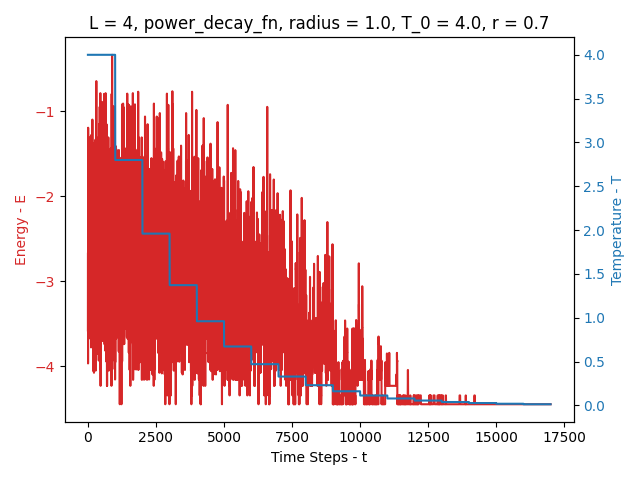 L = 4, power_decay_fn, radius = 1.0, T_0 = 4.0, r = 0.7
Energy - E
−1
−2
−3
−4
4.0
3.5
3.0
2.5
2.0
1.5
1.0
0.5
0.0
Temperature - T
0 2500 5000 7500 10000 12500 15000 17500
Time Steps - t